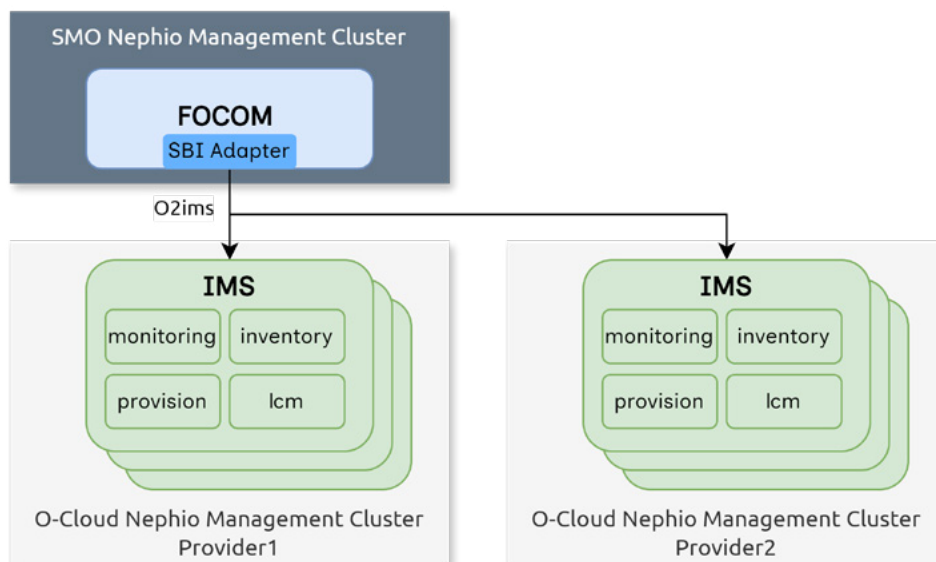 SMO Nephio Management Cluster
FOCOM
SBI Adapter
O2ims
IMS
monitoring
inventory
provision
lcm
O-Cloud Nephio Management Cluster
Provider1
IMS
monitoring
inventory
provision
lcm
O-Cloud Nephio Management Cluster
Provider2